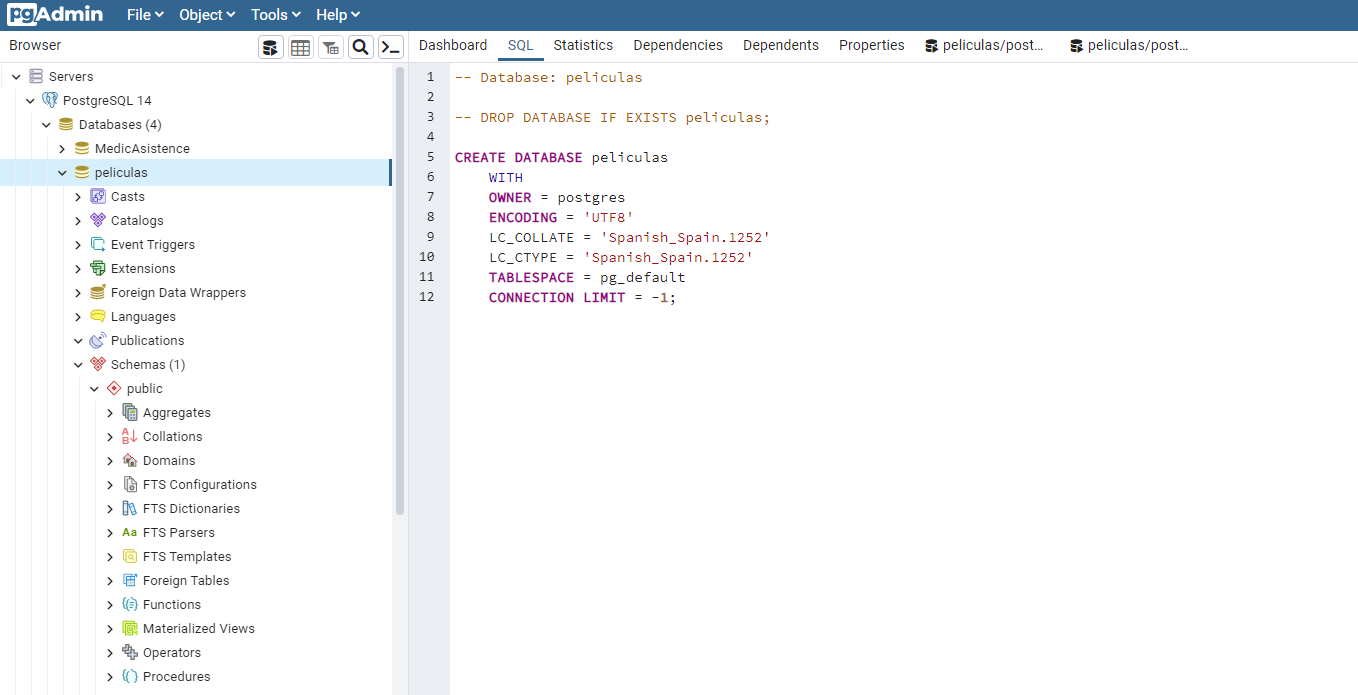 pgAdmin File Object Tools Help
Browser
Dashboard SQL Statistics Dependencies Dependents Properties peliculas/post... peliculas/post...
Servers
PostgreSQL 14
Databases (4)
MedicAsistence
peliculas
Casts
Catalogs
Event Triggers
Extensions
Foreign Data Wrappers
Languages
Publications
Schemas (1)
public
Aggregates
Collations
Domains
FTS Configurations
FTS Dictionaries
Aa FTS Parsers
FTS Templates
Foreign Tables
Functions
Materialized Views
Operators
Procedures
1 -- Database: peliculas
2
3 -- DROP DATABASE IF EXISTS peliculas;
4
5 CREATE DATABASE peliculas
6 WITH
7 OWNER = postgres
8 ENCODING = 'UTF8'
9 LC_COLLATE = 'Spanish_Spain.1252'
10 LC_CTYPE = 'Spanish_Spain.1252'
11 TABLESPACE = pg_default
12 CONNECTION LIMIT = -1;